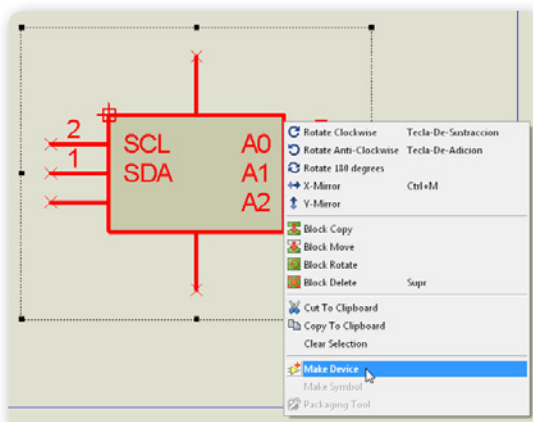 2
SCL A0
1
SDA A1
A2
Rotate Clockwise Tecla-De-Sustraccion
Rotate Anti-Clockwise Tecla-De-Adicion
Rotate 180 degrees
X-Mirror Ctrl+M
Y-Mirror
Block Copy
Block Move
Block Rotate
Block Delete Supr
Cut To Clipboard
Copy To Clipboard
Clear Selection
Make Device
Make Symbol
Packaging Tool